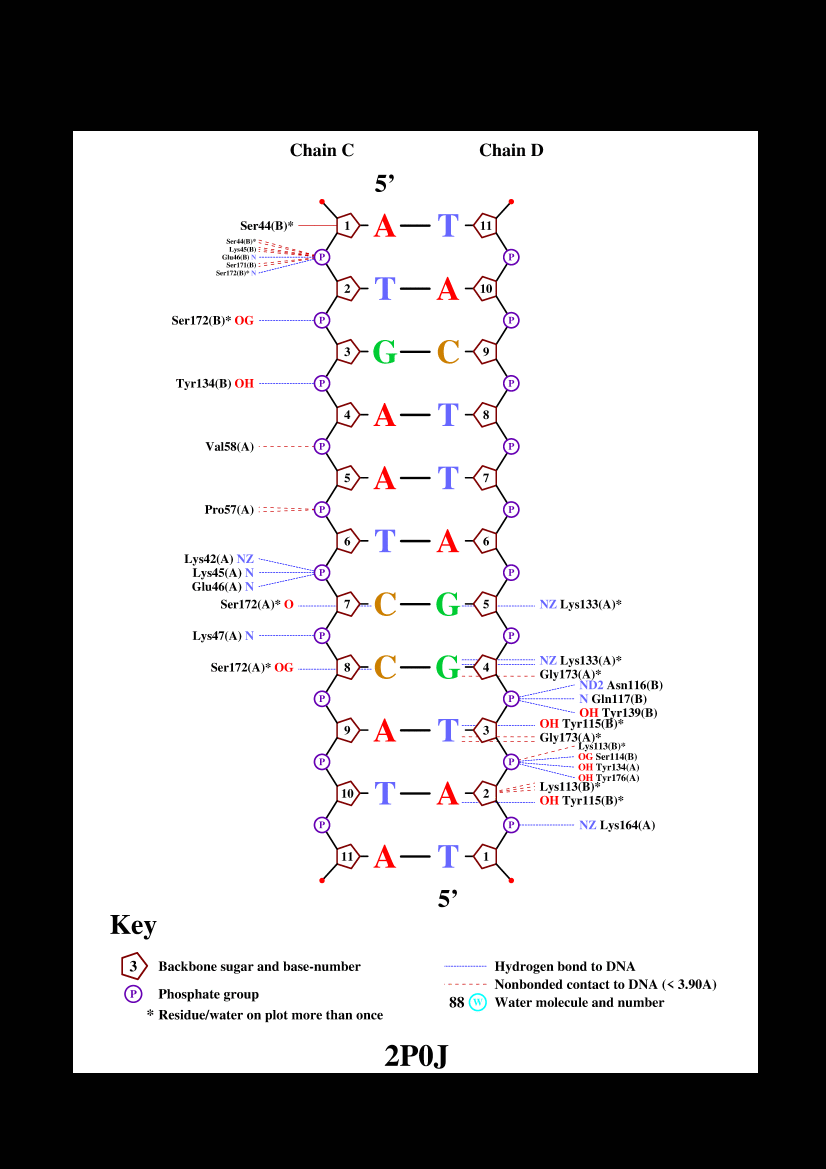 Chain C Chain D
5’
Ser44(B)* 1 A T 11
Ser44(B)*
Lys45(B)
Glu46(B) N P P
Ser171(B)
Ser172(B)* N
2 T A 10
Ser172(B)* OG P P
3 G C 9
Tyr134(B) OH P P
4 A T 8
Val58(A) P P
5 A T 7
Pro57(A) P P
6 T A 6
Lys42(A) NZ
Lys45(A) N P P
Glu46(A) N
Ser172(A)* O 7 C G 5 NZ Lys133(A)*
Lys47(A) N P P
Ser172(A)* OG 8 C G 4 NZ Lys133(A)*
Gly173(A)*
ND2 Asn116(B)
P P N Gln117(B)
OH Tyr139(B)
OH Tyr115(B)*
9 A T 3
Gly173(A)*
Lys113(B)*
OG Ser114(B)
P P OH Tyr134(A)
OH Tyr176(A)
Lys113(B)*
10 T A 2
OH Tyr115(B)*
P P NZ Lys164(A)
11 A T 1
5’
Key
3 Backbone sugar and base-number
P Phosphate group
* Residue/water on plot more than once
Hydrogen bond to DNA
Nonbonded contact to DNA (< 3.90A)
88 W Water molecule and number
2P0J